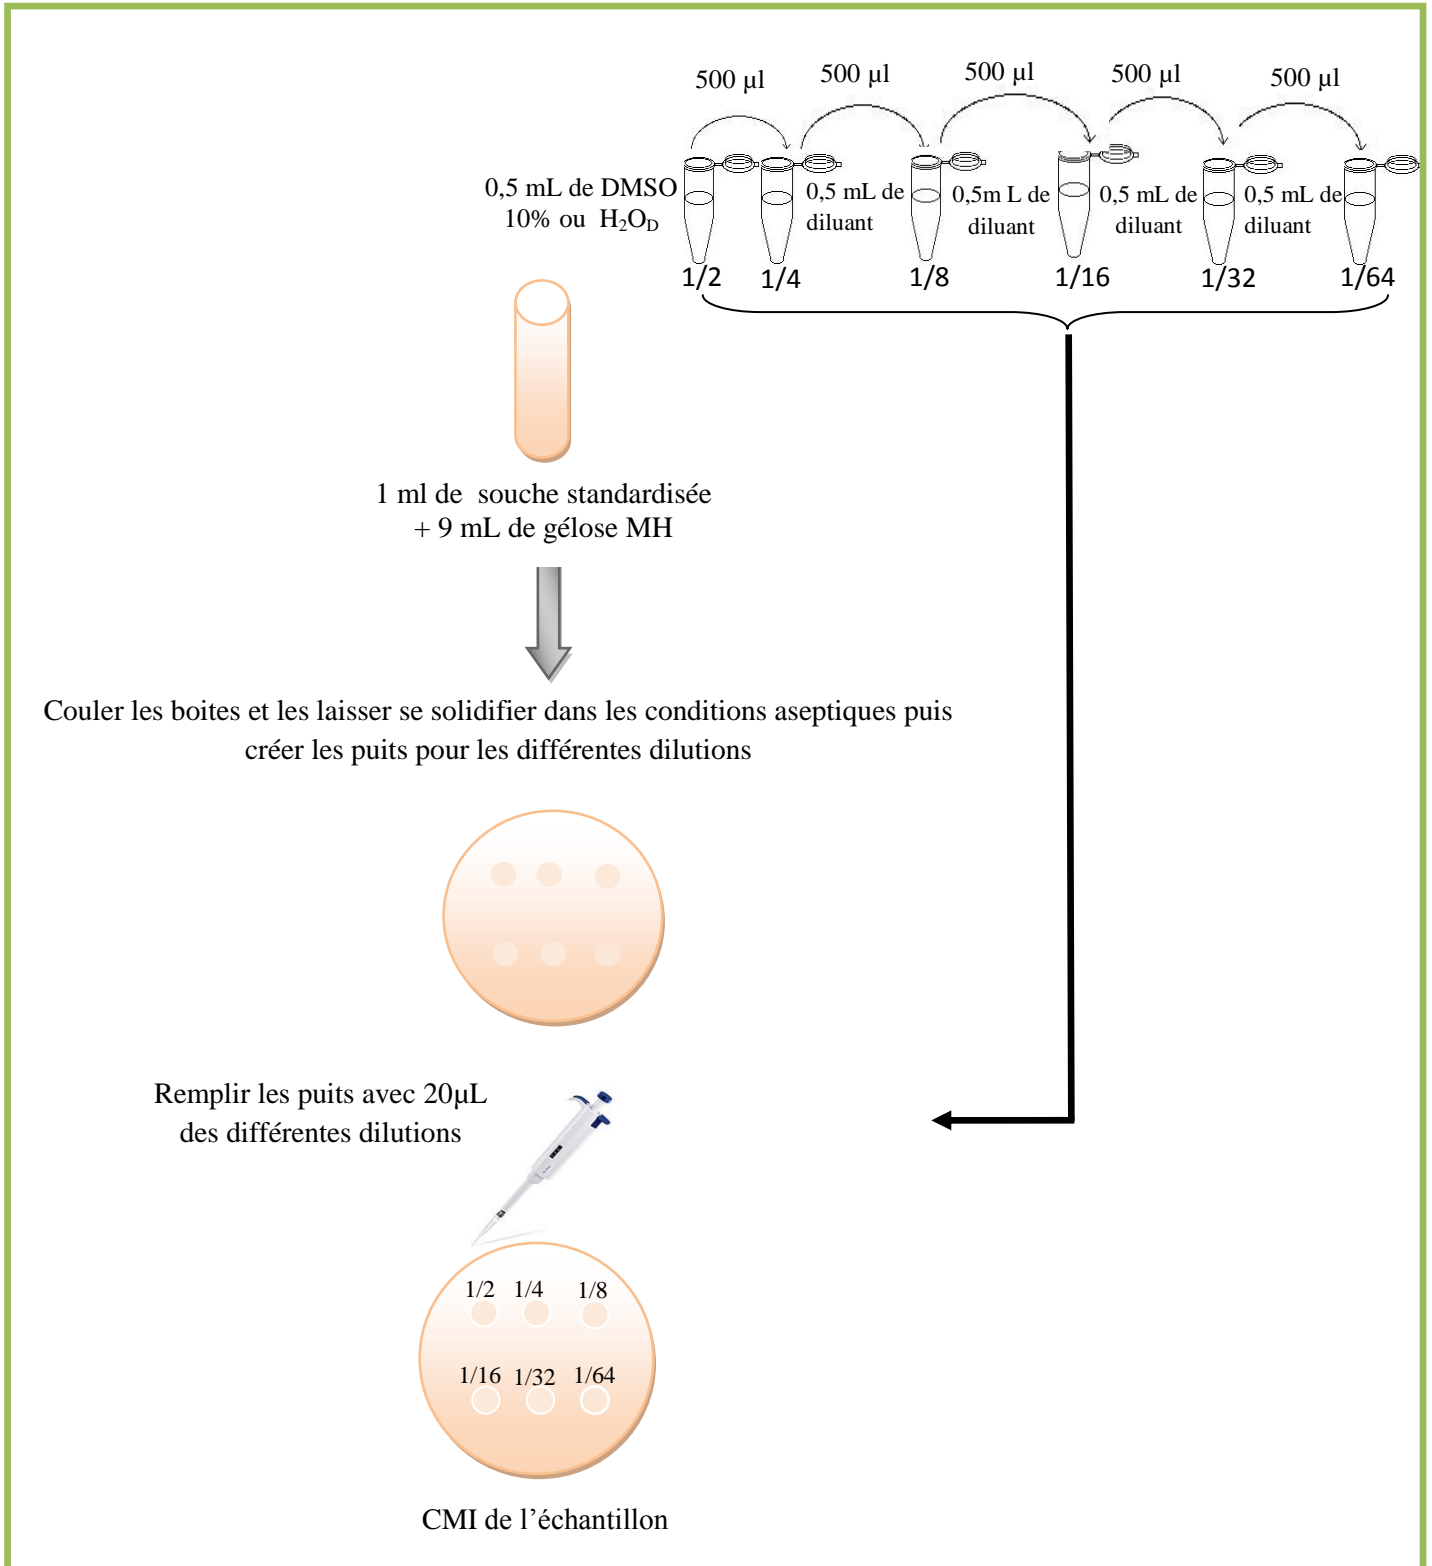 500 µl
500 µl
500 µl
500 µl
500 µl
0,5 mL de DMSO
10% ou H₂O_D
0,5 mL de
diluant
0,5m L de
diluant
0,5 mL de
diluant
0,5 mL de
diluant
1/2
1/4
1/8
1/16
1/32
1/64
1 ml de souche standardisée
+ 9 mL de gélose MH
Couler les boites et les laisser se solidifier dans les conditions aseptiques puis
créer les puits pour les différentes dilutions
Remplir les puits avec 20µL
des différentes dilutions
1/2 1/4 1/8
1/16 1/32 1/64
CMI de l’échantillon